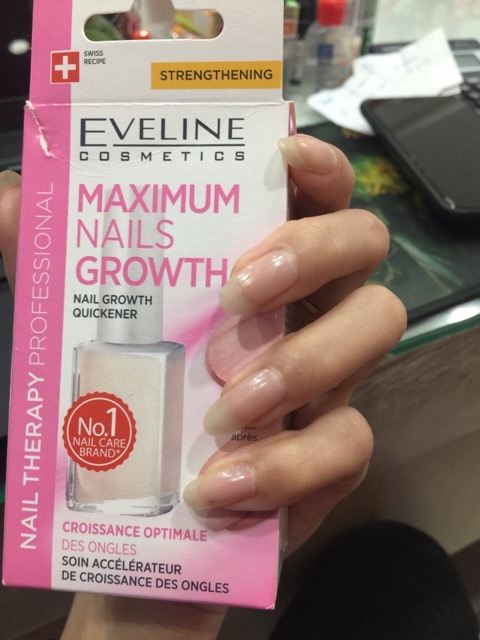 SWISS
RECIPE
STRENGTHENING
EVELINE
COSMETICS
MAXIMUM
NAILS
GROWTH
NAIL GROWTH
QUICKENER
No.1
NAIL CARE
BRAND*
après
CROISSANCE OPTIMALE
DES ONGLES
SOIN ACCÉLÉRATEUR
DE CROISSANCE DES ONGLES
NAIL THERAPY PROFESSIONAL